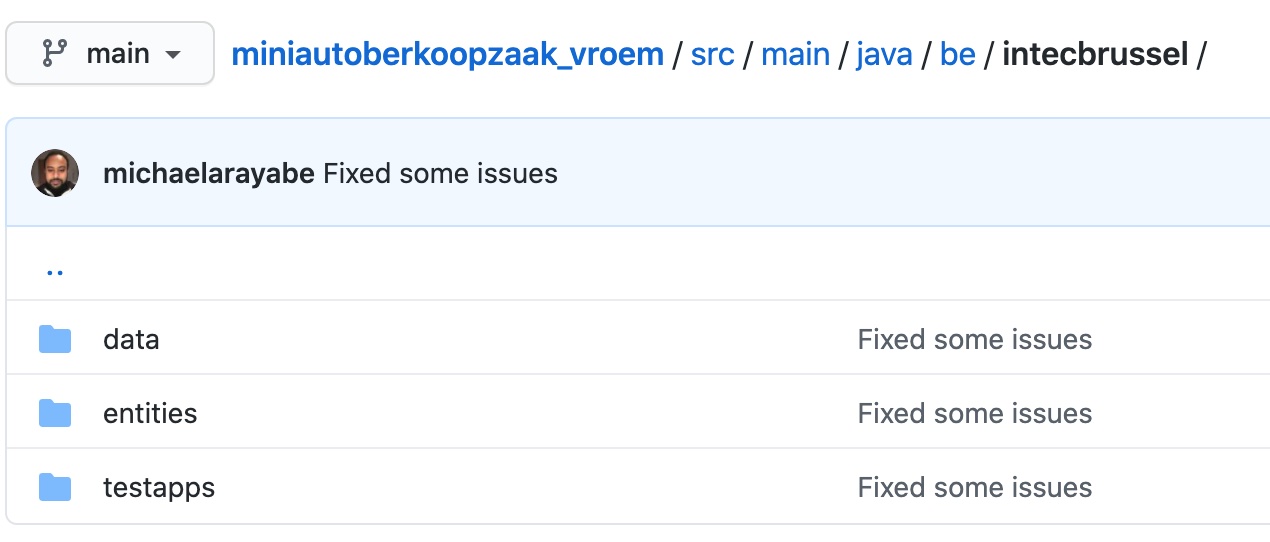 main miniautoberkoopzaak_vroem / src / main / java / be / intecbrussel /
michaelarayabe Fixed some issues
..
data Fixed some issues
entities Fixed some issues
testapps Fixed some issues